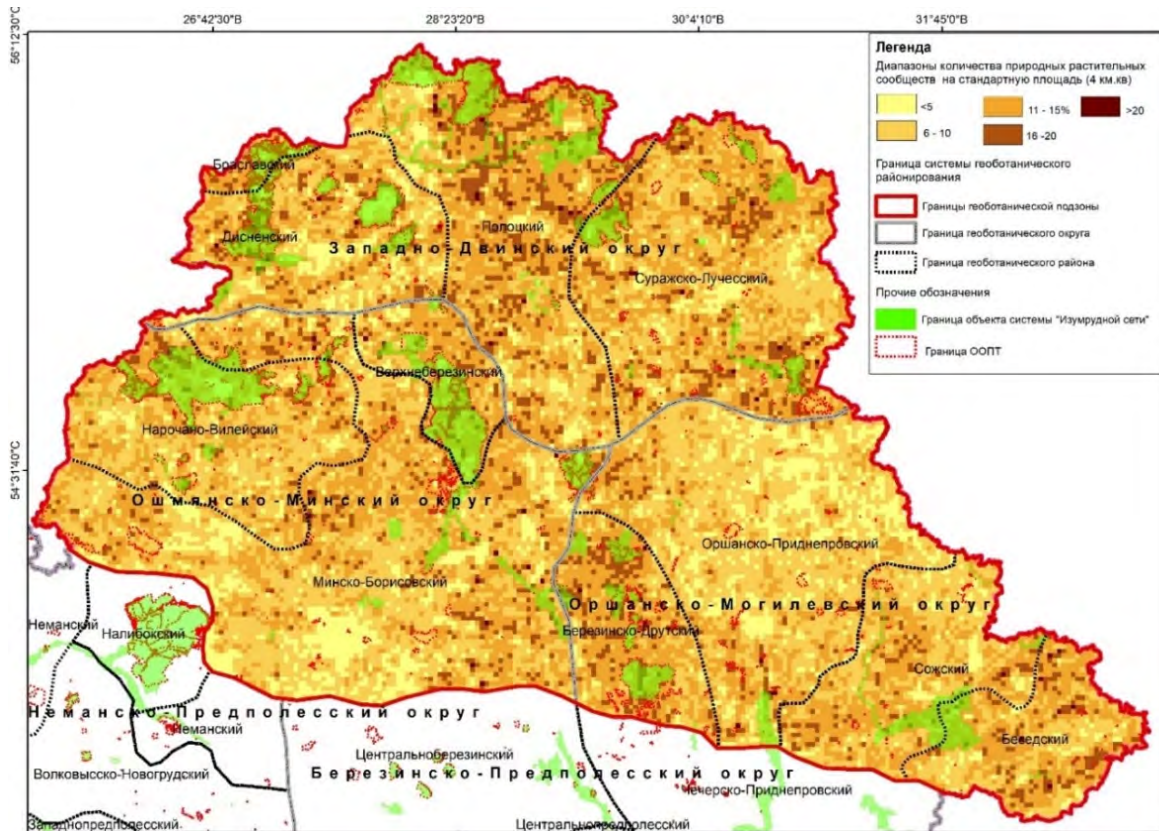 26°42'30"В 28°23'20"В 30°4'10"В 31°45'0"В
56°12'30"С
54°31'40"С
Легенда
Диапазоны количества природных растительных
сообществ на стандартную площадь (4 км.кв)
<5 11 - 15% >20
6 - 10 16 -20
Граница системы геоботанического
районирования
Границы геоботанической подзоны
Граница геоботанического округа
Граница геоботанического района
Прочие обозначения
Граница объекта системы "Изумрудной сети"
Граница ООПТ
Браславский
Дисненский
Полоцкий
Западно-Двинский округ
Суражско-Лучесский
Верхнеберезинский
Нарочано-Вилейский
Ошмянско-Минский округ
Оршанско-Приднепровский
Минско-Борисовский
Оршанско-Могилевский округ
Неманский
Налибокский
Березинско-Друтский
Сожский
Неманско-Предполесский округ
Неманский
Беседский
Центральноберезинский
Волковысско-Новогрудский
Березинско-Предполесский округ
Чечерско-Приднепровский
Западнопредполесский
Центральнопредполесский